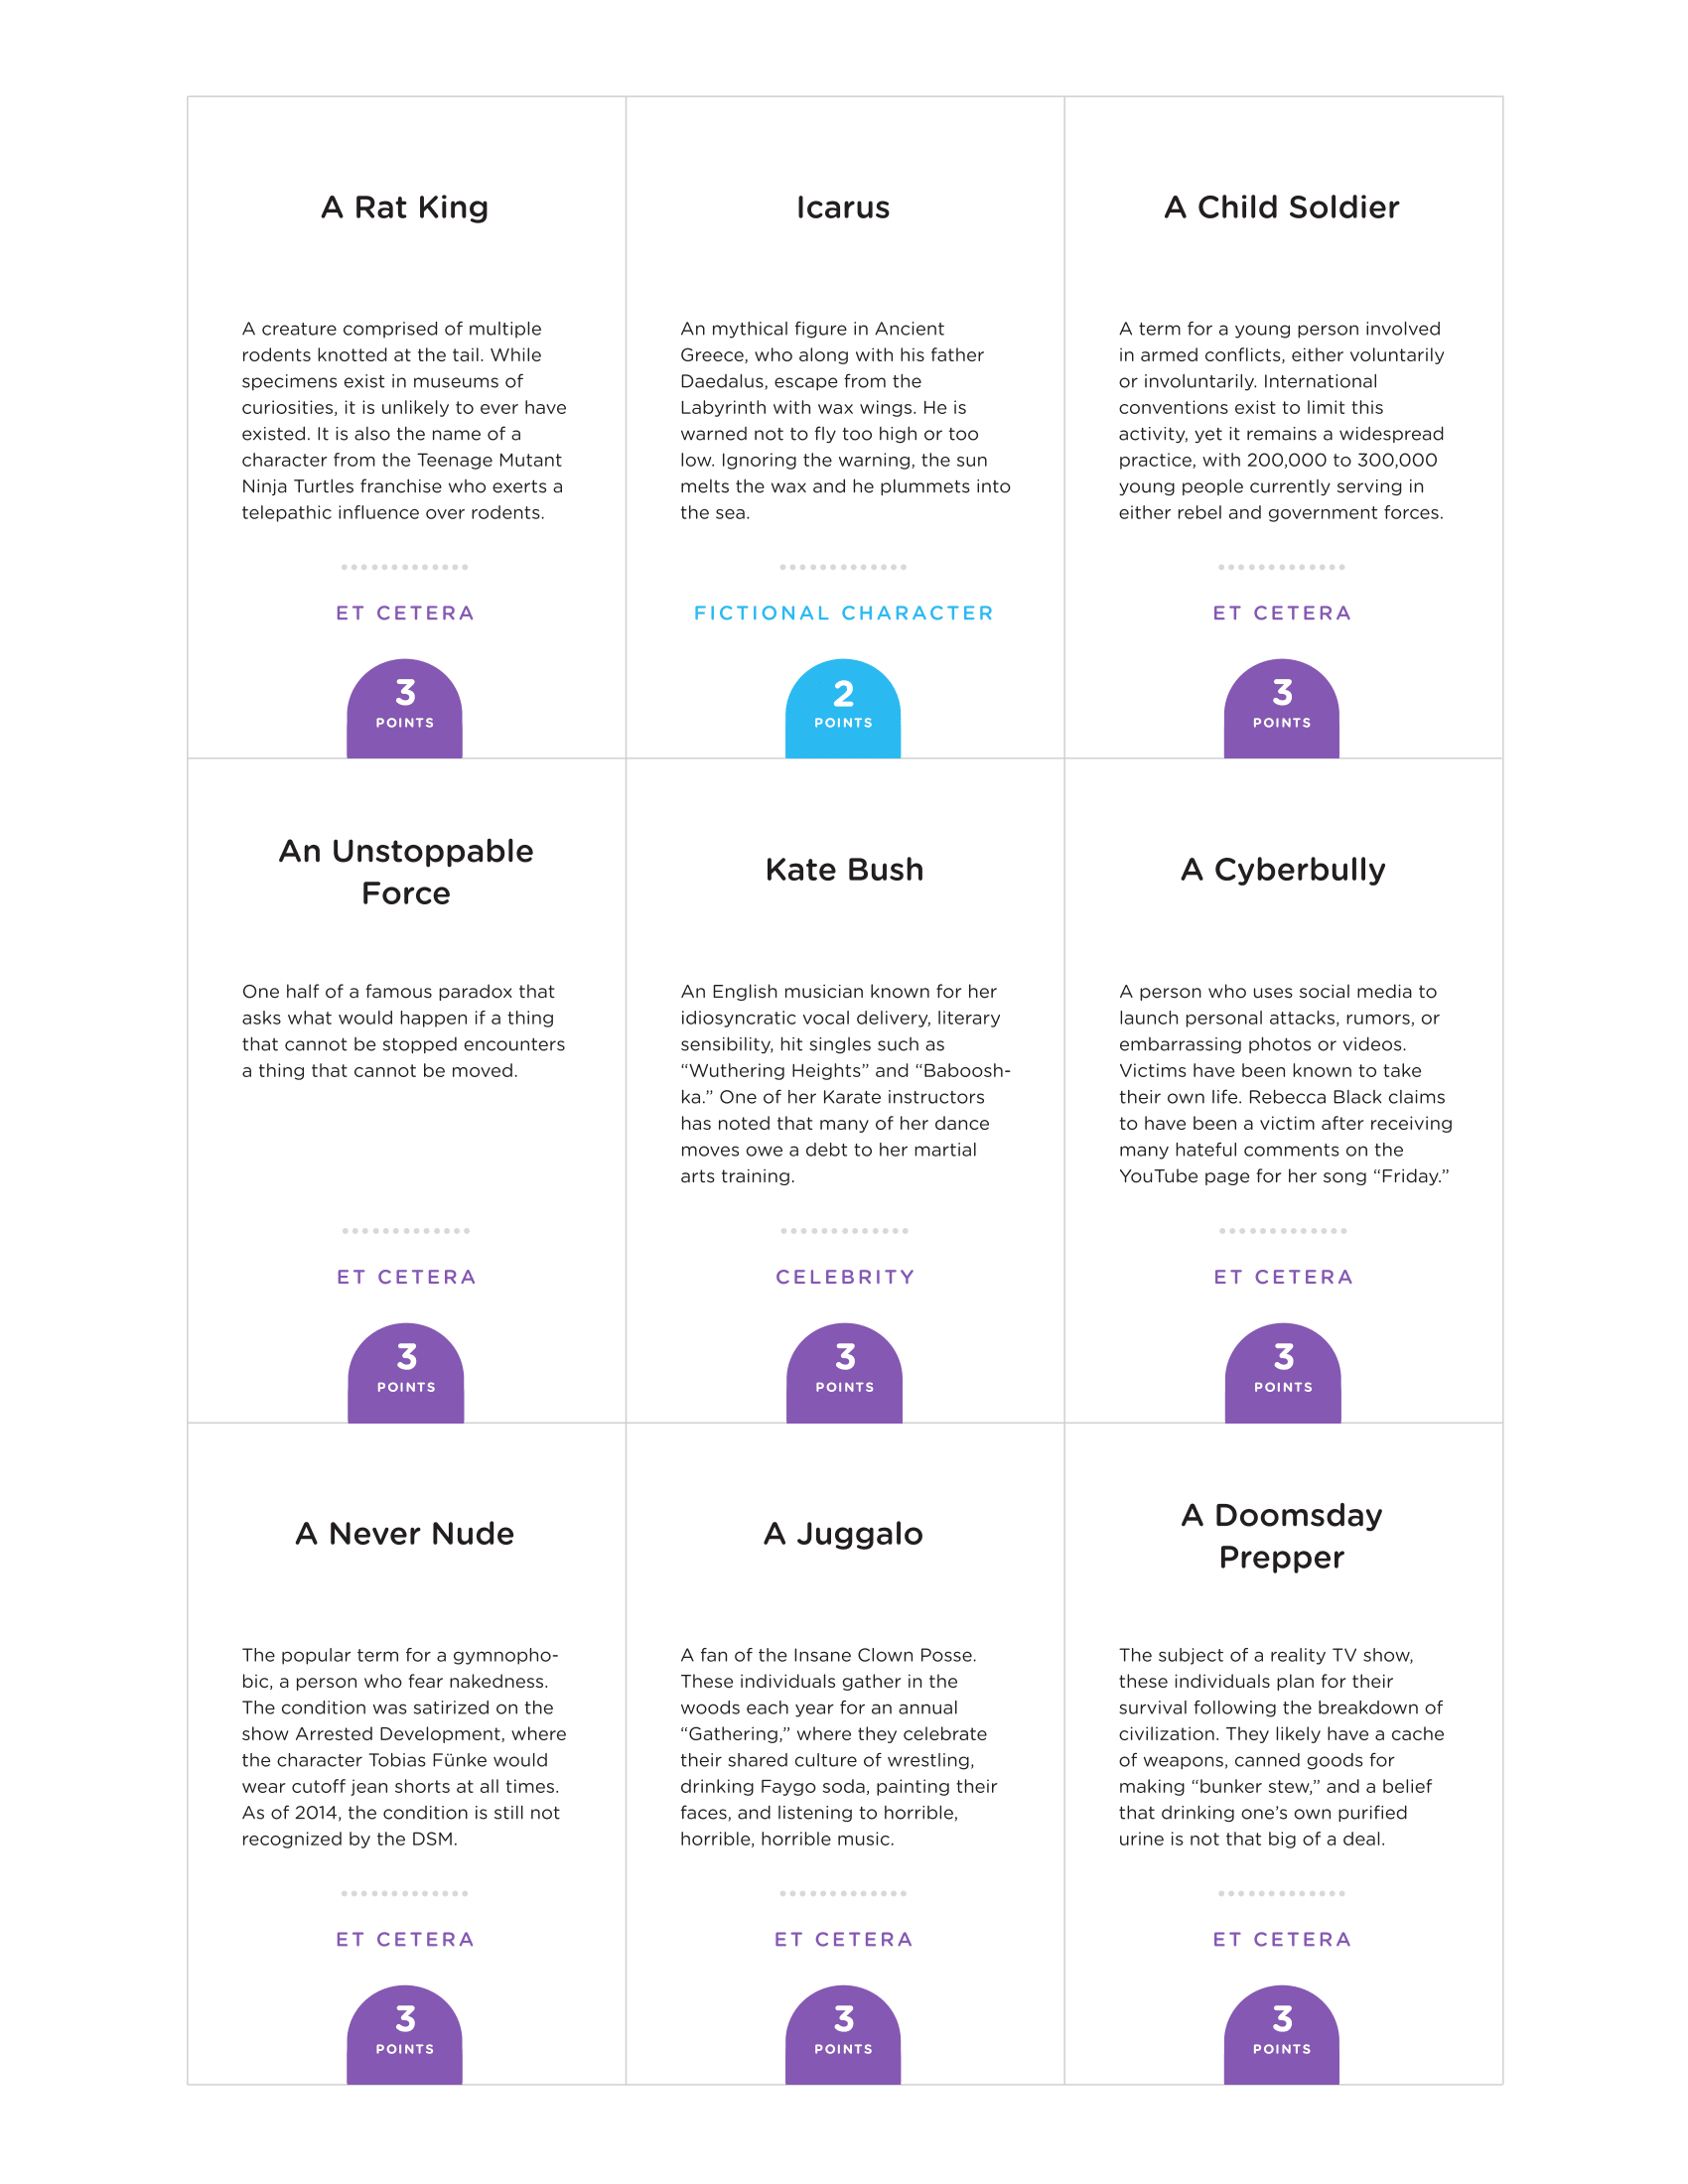 A Rat King
A creature comprised of multiple
rodents knotted at the tail. While
specimens exist in museums of
curiosities, it is unlikely to ever have
existed. It is also the name of a
character from the Teenage Mutant
Ninja Turtles franchise who exerts a
telepathic influence over rodents.
ET CETERA
3
POINTS
Icarus
An mythical figure in Ancient
Greece, who along with his father
Daedalus, escape from the
Labyrinth with wax wings. He is
warned not to fly too high or too
low. Ignoring the warning, the sun
melts the wax and he plummets into
the sea.
FICTIONAL CHARACTER
2
POINTS
A Child Soldier
A term for a young person involved
in armed conflicts, either voluntarily
or involuntarily. International
conventions exist to limit this
activity, yet it remains a widespread
practice, with 200,000 to 300,000
young people currently serving in
either rebel and government forces.
ET CETERA
3
POINTS
An Unstoppable
Force
One half of a famous paradox that
asks what would happen if a thing
that cannot be stopped encounters
a thing that cannot be moved.
ET CETERA
3
POINTS
Kate Bush
An English musician known for her
idiosyncratic vocal delivery, literary
sensibility, hit singles such as
“Wuthering Heights” and “Baboosh-
ka.” One of her Karate instructors
has noted that many of her dance
moves owe a debt to her martial
arts training.
CELEBRITY
3
POINTS
A Cyberbully
A person who uses social media to
launch personal attacks, rumors, or
embarrassing photos or videos.
Victims have been known to take
their own life. Rebecca Black claims
to have been a victim after receiving
many hateful comments on the
YouTube page for her song “Friday.”
ET CETERA
3
POINTS
A Never Nude
The popular term for a gymnopho-
bic, a person who fear nakedness.
The condition was satirized on the
show Arrested Development, where
the character Tobias Fünke would
wear cutoff jean shorts at all times.
As of 2014, the condition is still not
recognized by the DSM.
ET CETERA
3
POINTS
A Juggalo
A fan of the Insane Clown Posse.
These individuals gather in the
woods each year for an annual
“Gathering,” where they celebrate
their shared culture of wrestling,
drinking Faygo soda, painting their
faces, and listening to horrible,
horrible, horrible music.
ET CETERA
3
POINTS
A Doomsday
Prepper
The subject of a reality TV show,
these individuals plan for their
survival following the breakdown of
civilization. They likely have a cache
of weapons, canned goods for
making “bunker stew,” and a belief
that drinking one’s own purified
urine is not that big of a deal.
ET CETERA
3
POINTS